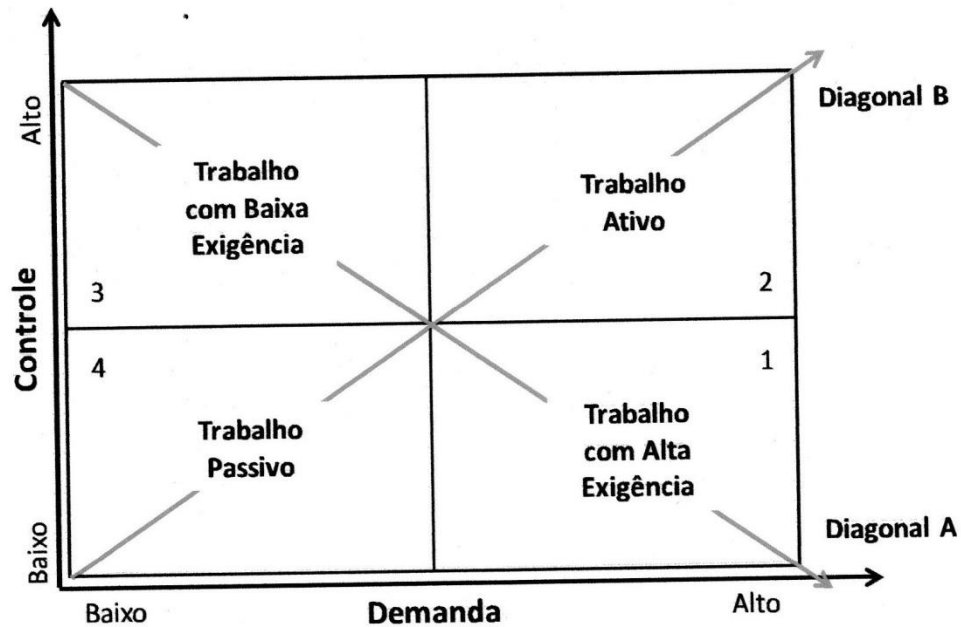 Alto
Diagonal B
Trabalho
com Baixa
Exigência
Trabalho
Ativo
3
2
Controle
4
1
Trabalho
Passivo
Trabalho
com Alta
Exigência
Baixo
Diagonal A
Baixo
Demanda
Alto